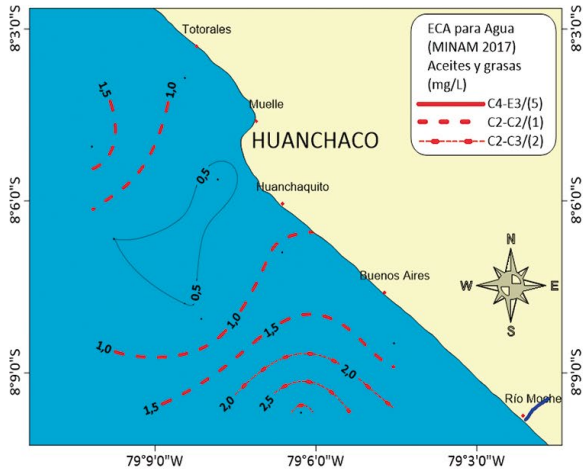 8°3'0"S
8°6'0"S
8°9'0"S
Totorales
1,5
1,0
Muelle
HUANCHACO
0,5
Huanchaquito
0,5
Buenos Aires
1,0
1,5
1,0
2,0
1,5
2,0
2,5
Río Moche
ECA para Agua
(MINAM 2017)
Aceites y grasas
(mg/L)
C4-E3/(5)
C2-C2/(1)
C2-C3/(2)
N
W
E
S
8°3'0"S
8°6'0"S
8°9'0"S
79°9'0"W
79°6'0"W
79°3'0"W